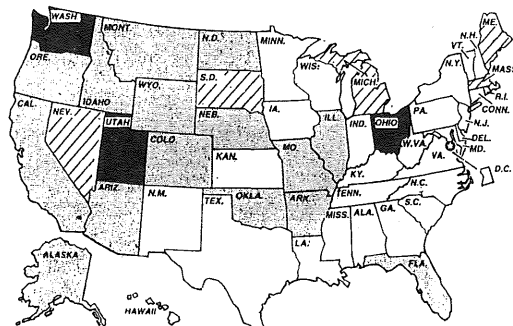 WASH
MONT.
N.D.
MINN.
ME.
N.H.
VT.
N.Y.
MASS
ORE.
S.D.
WIS.
MICH.
R.I.
CONN.
IDAHO
WYO.
CAL.
NEV.
UTAH
NEB.
IA.
ILL.
IND.
OHIO
PA.
N.J.
DEL.
MD.
COLO.
KAN.
MO.
W.VA.
VA.
D.C.
KY.
ARIZ.
N.M.
OKLA.
ARK.
TENN.
N.C.
TEX.
MISS.
ALA.
GA.
S.C.
LA.
ALASKA
HAWAII
FLA.